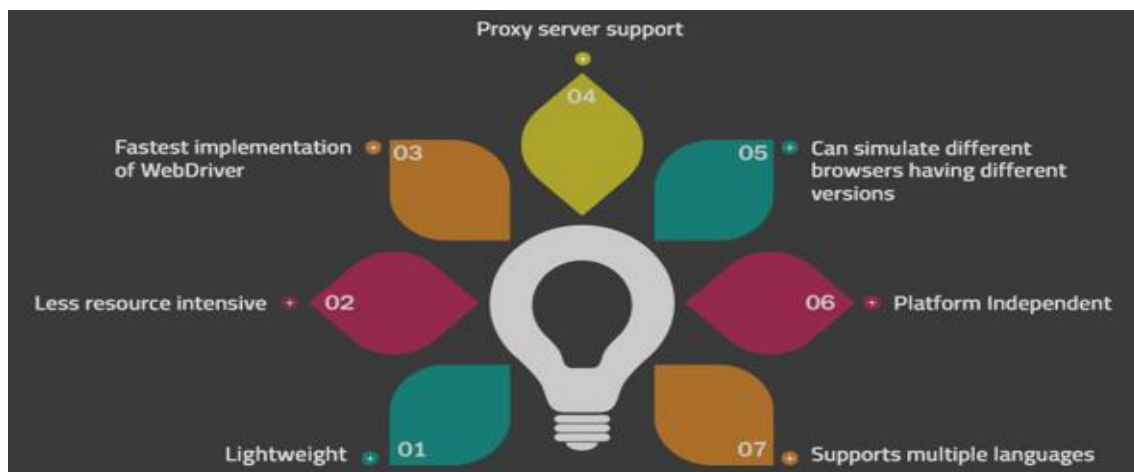 Proxy server support
04
Fastest implementation
of WebDriver
03
05
Can simulate different
browsers having different
versions
Less resource intensive
02
06
Platform Independent
Lightweight
01
07
Supports multiple languages